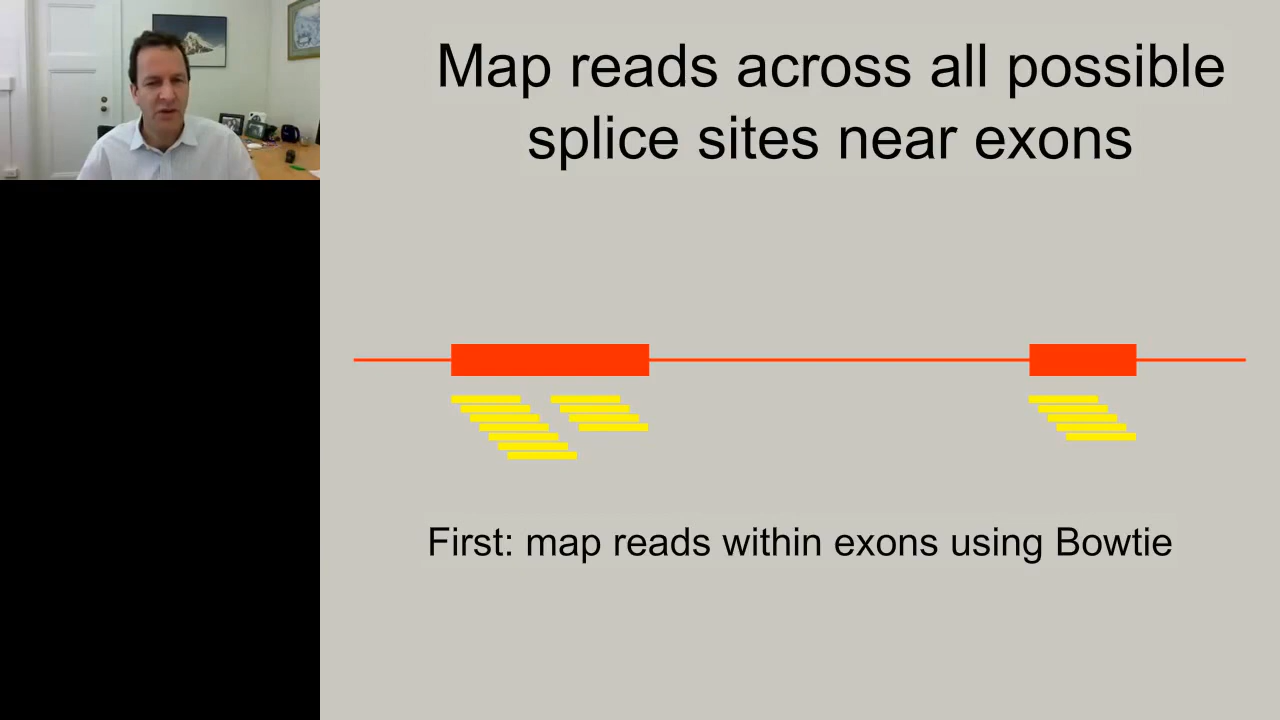 Map reads across all possible
splice sites near exons
First: map reads within exons using Bowtie